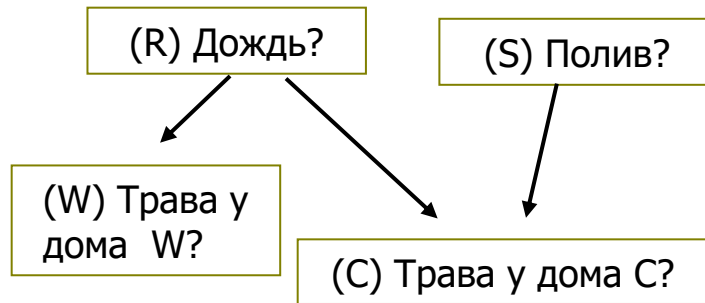 (R) Дождь?
(S) Полив?
(W) Трава у
дома W?
(C) Трава у дома C?